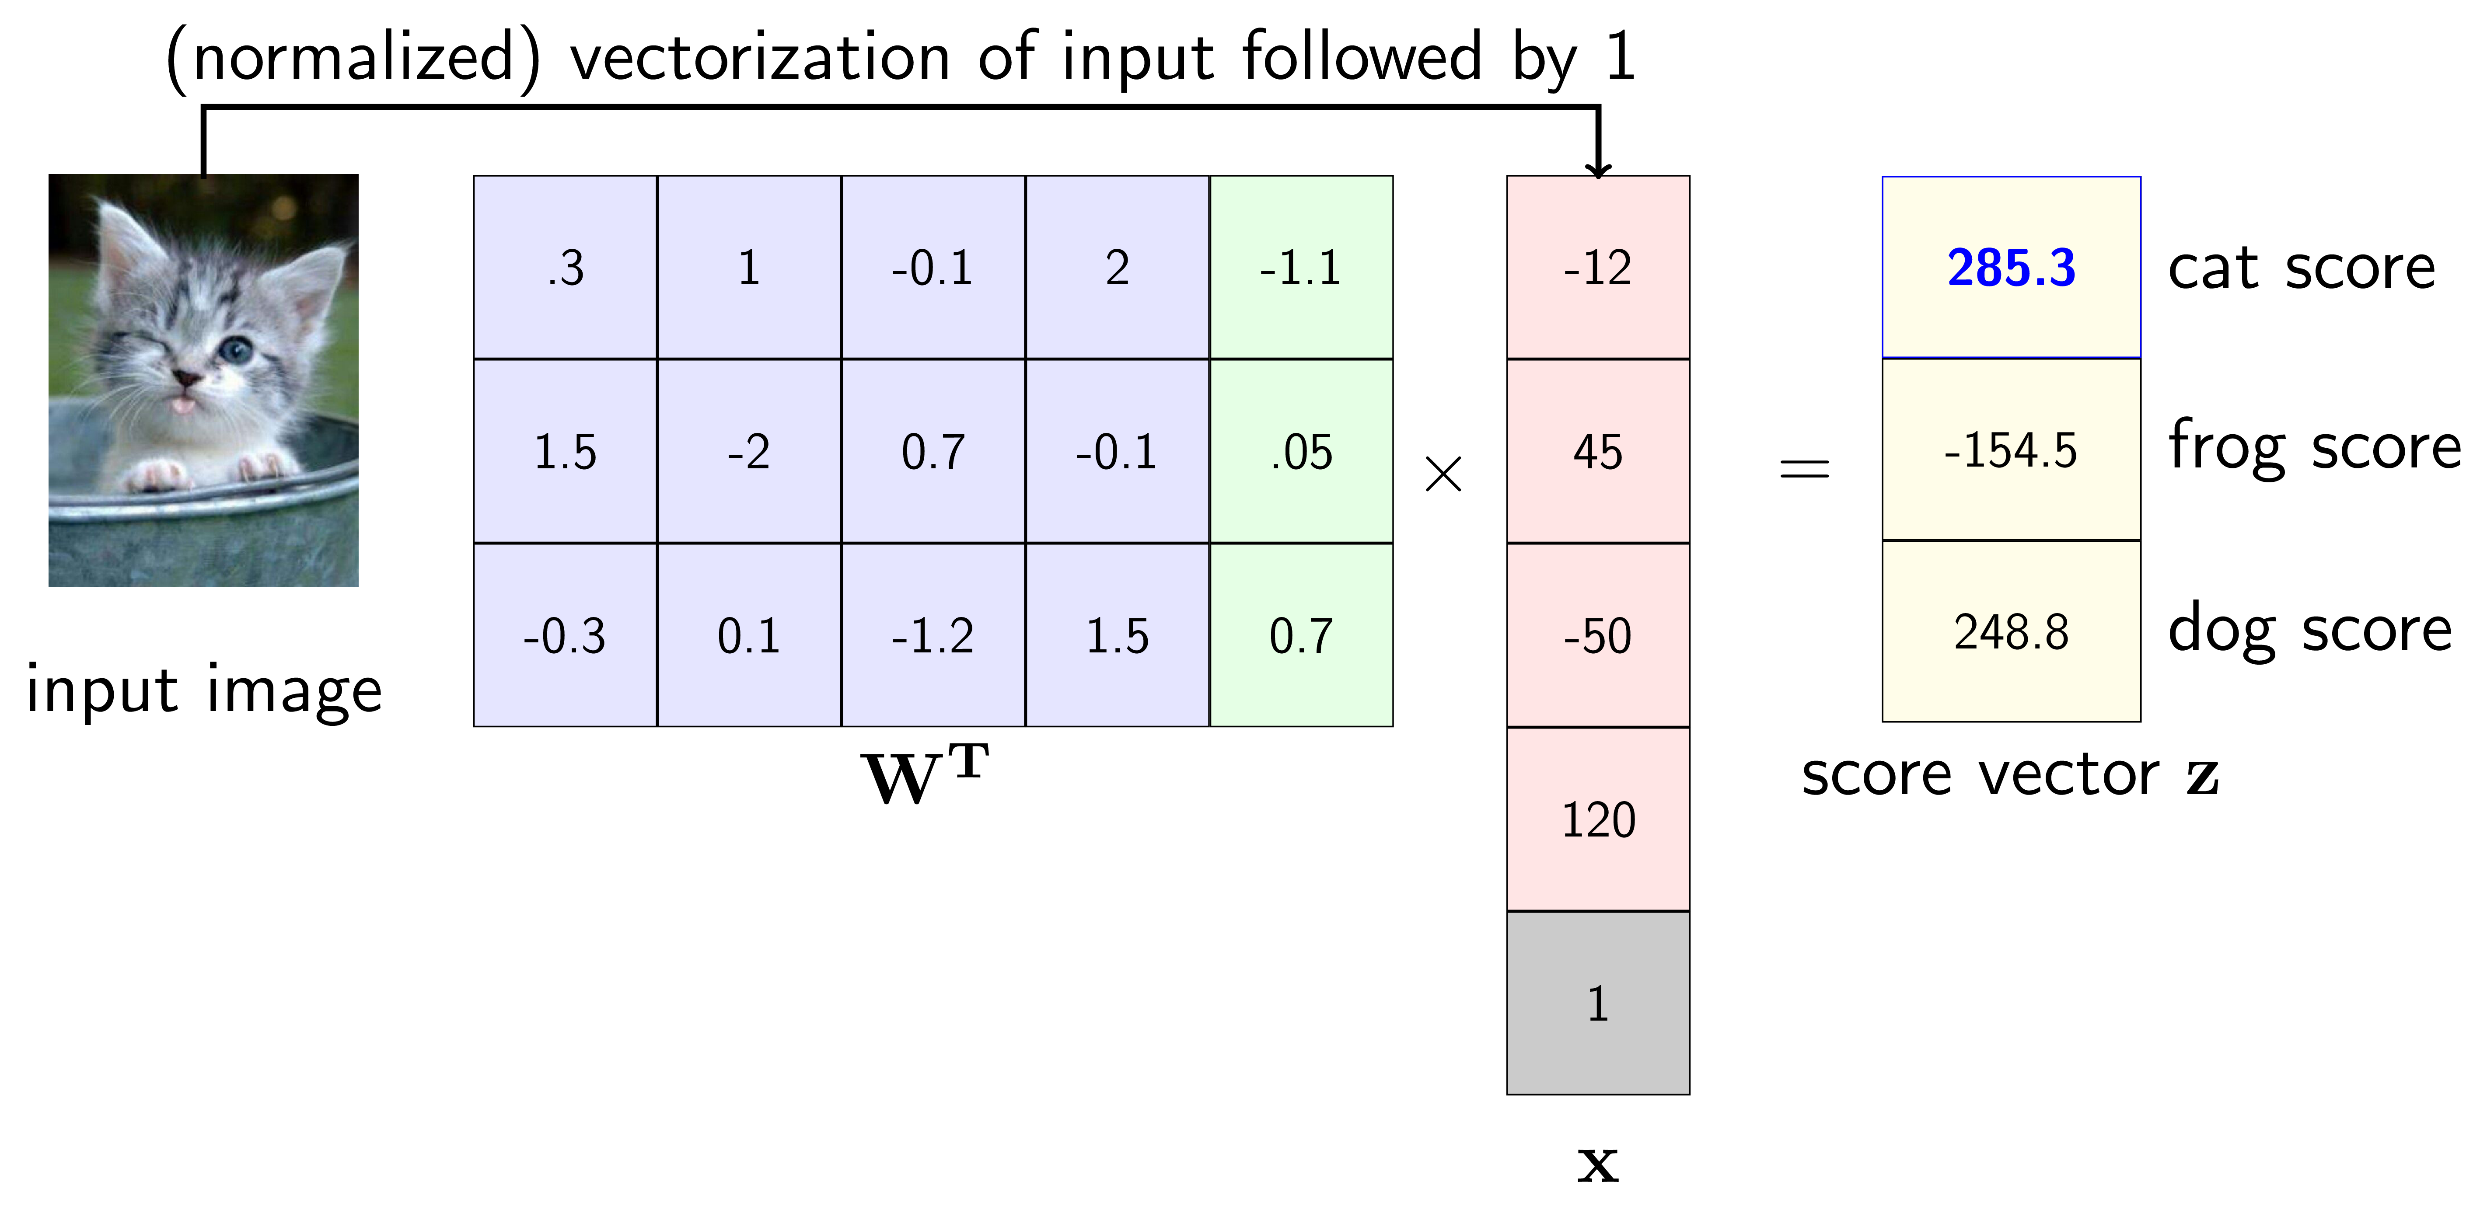 (normalized) vectorization of input followed by 1
.3 1 -0.1 2 -1.1 -12 285.3 cat score
1.5 -2 0.7 -0.1 .05 × 45 = -154.5 frog score
-0.3 0.1 -1.2 1.5 0.7 -50 248.8 dog score
input image
W^T
score vector z
120
1
x